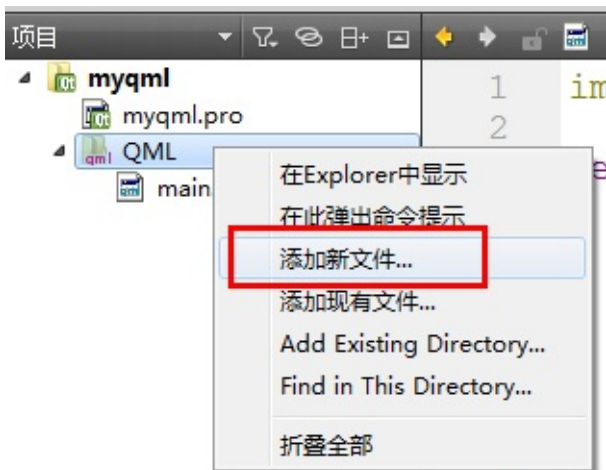 项目
myqml
myqml.pro
QML
main.
1 im
2
e
在Explorer中显示
在此弹出命令提示
添加新文件...
添加现有文件...
Add Existing Directory...
Find in This Directory...
折叠全部